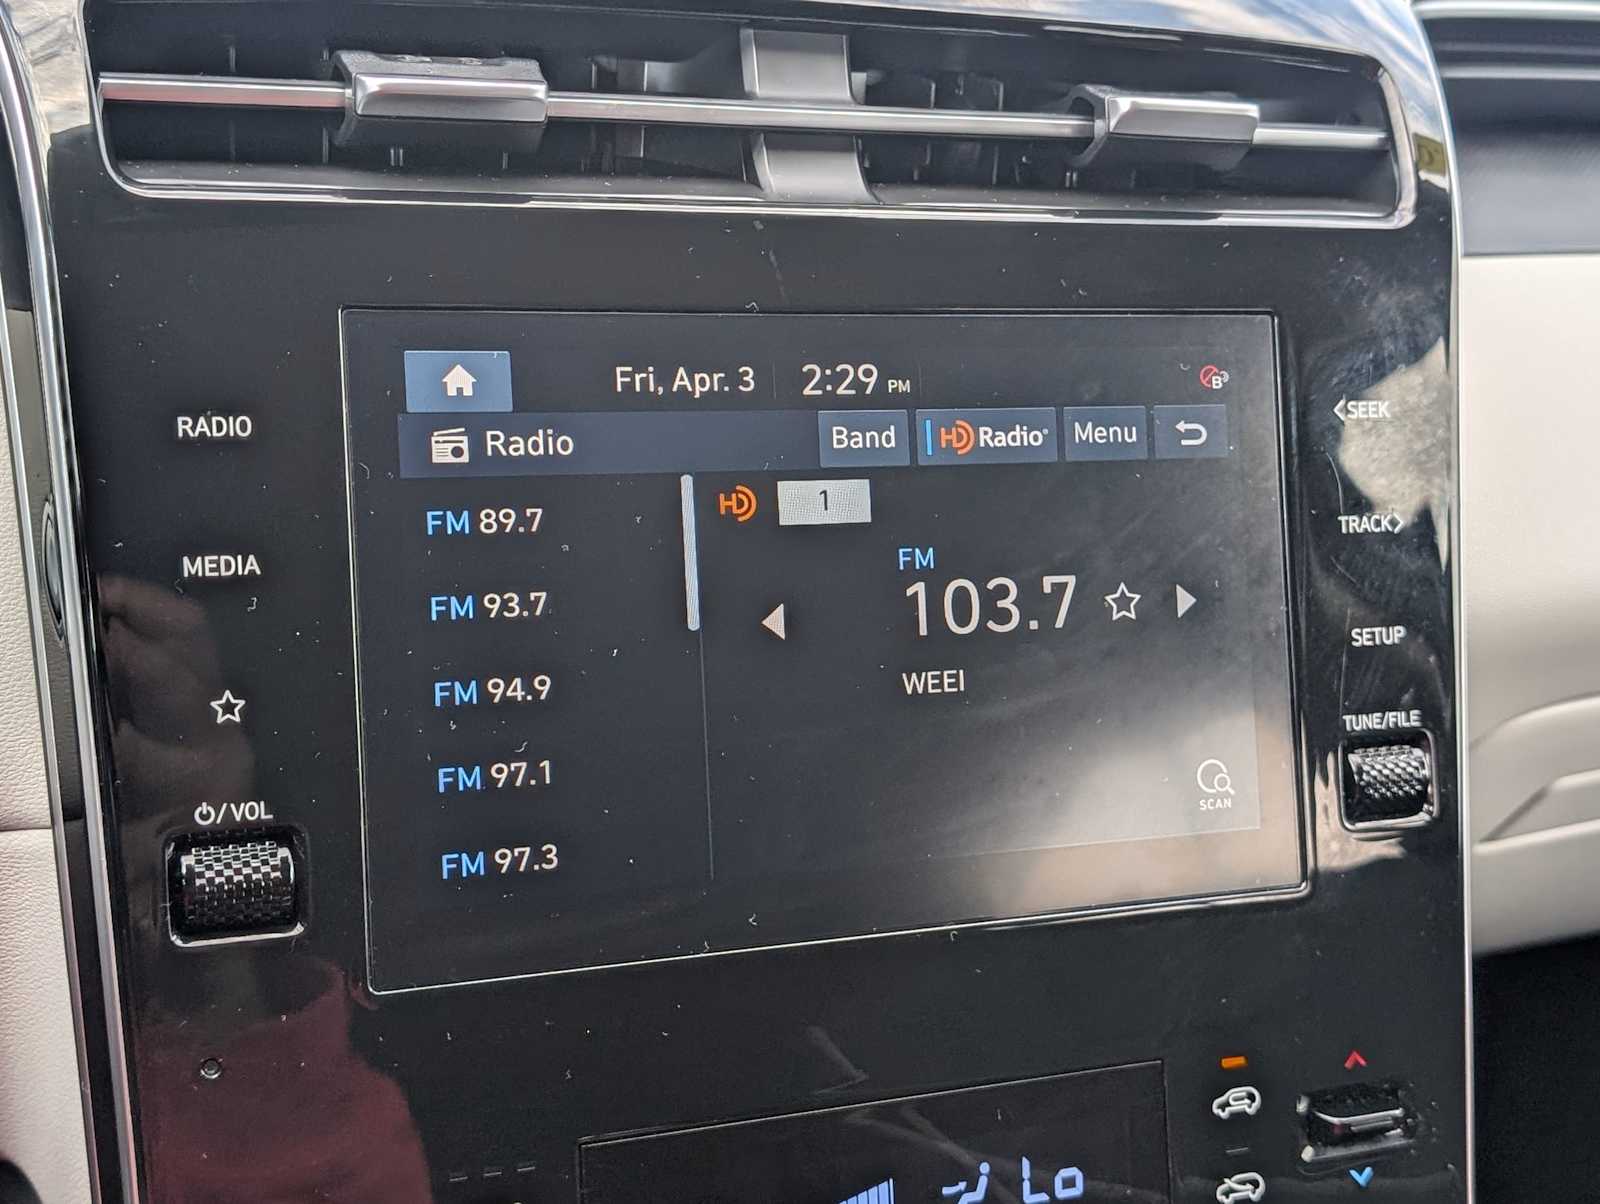 Fri, Apr. 3 2:29 PM B
RADIO
Radio Band HD Radio® Menu
<SEEK
FM 89.7
HD 1
TRACK>
MEDIA
FM 93.7
FM
103.7
SETUP
FM 94.9
WEEI
TUNE/FILE
FM 97.1
SCAN
/VOL
FM 97.3
Lo